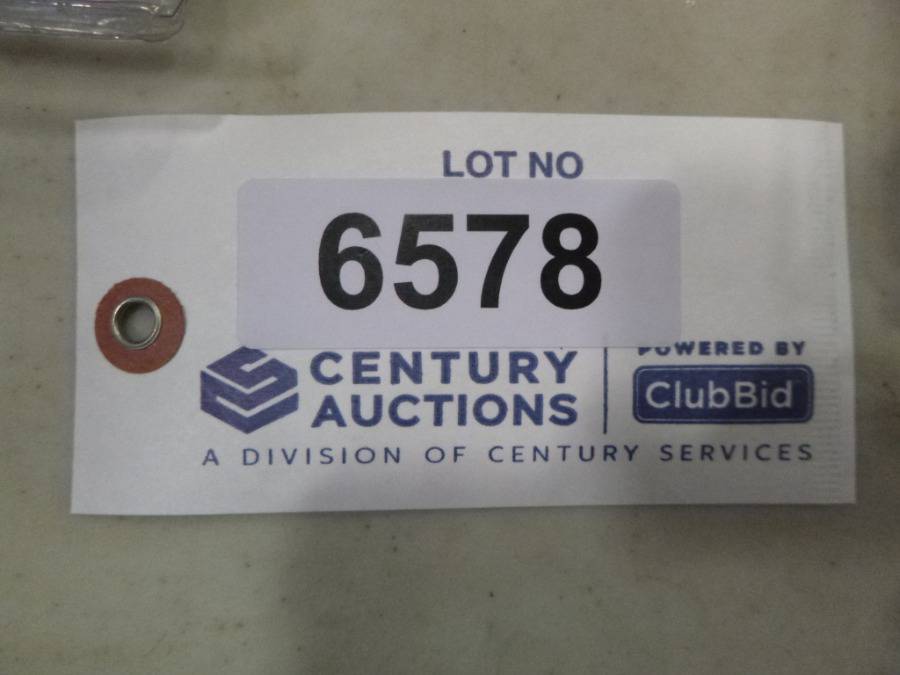 LOT NO
6578
CENTURY
AUCTIONS
POWERED BY
ClubBid
A DIVISION OF CENTURY SERVICES